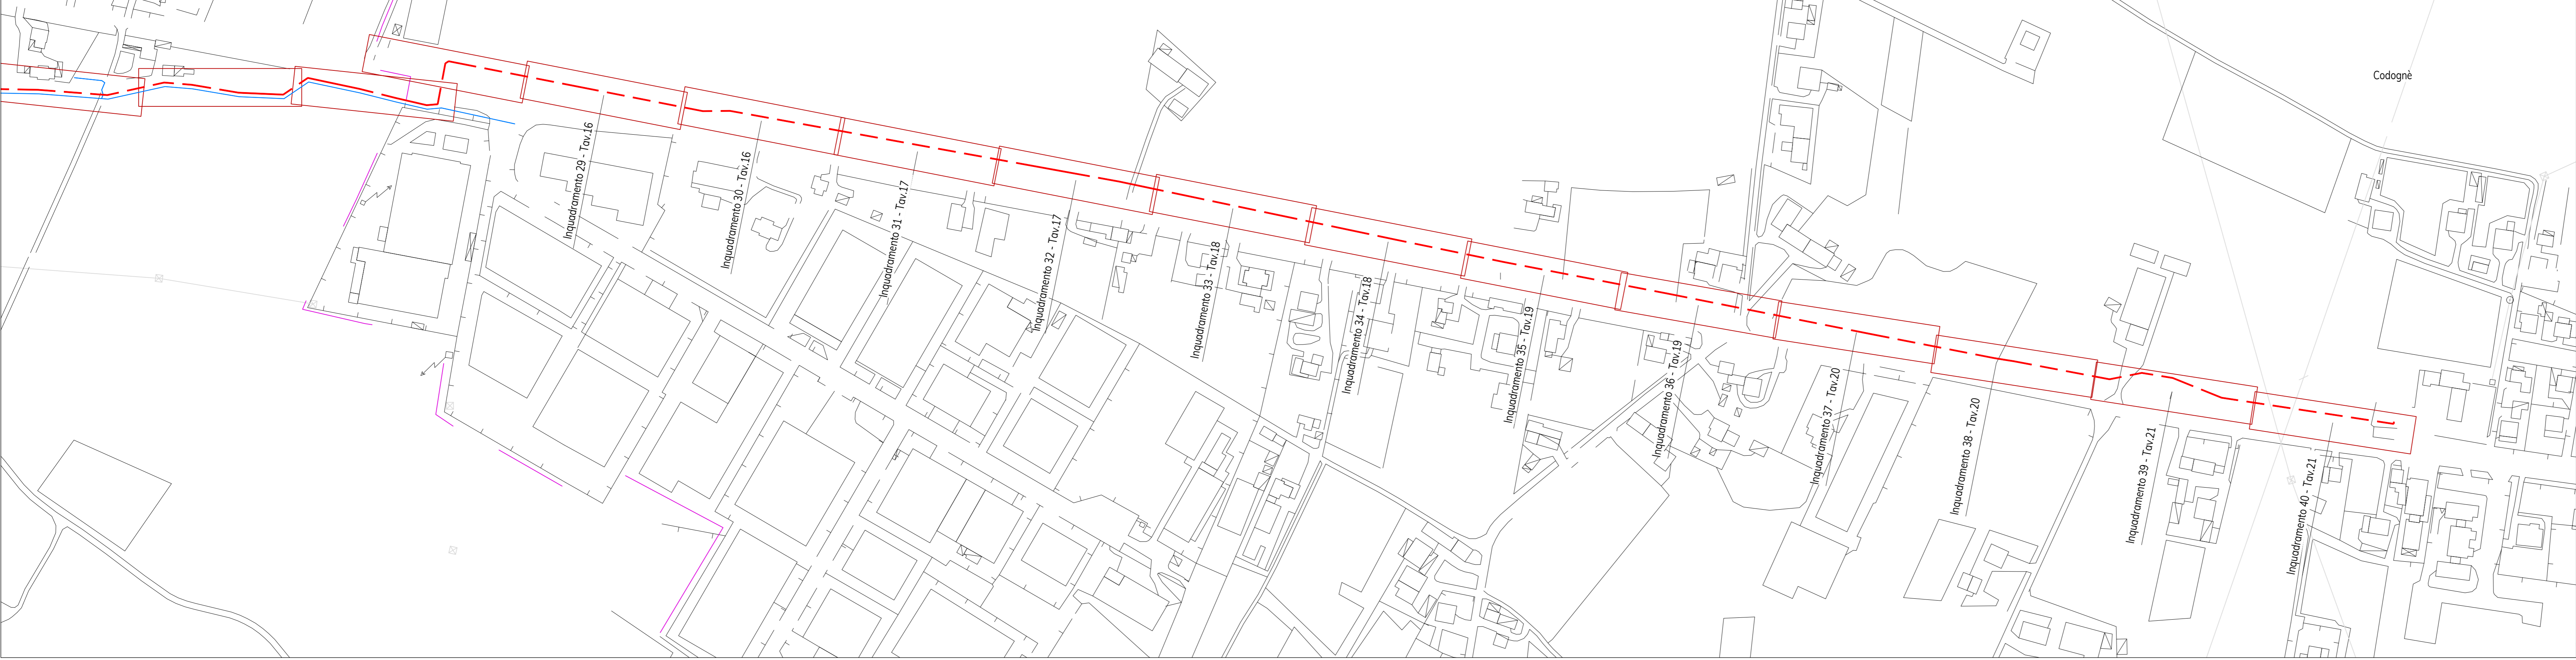 Codognè
Inquadramento 29 - Tav.16
Inquadramento 30 - Tav.16
Inquadramento 31 - Tav.17
Inquadramento 32 - Tav.17
Inquadramento 33 - Tav.18
Inquadramento 34 - Tav.18
Inquadramento 35 - Tav.19
Inquadramento 36 - Tav.19
Inquadramento 37 - Tav.20
Inquadramento 38 - Tav.20
Inquadramento 39 - Tav.21
Inquadramento 40 - Tav.21